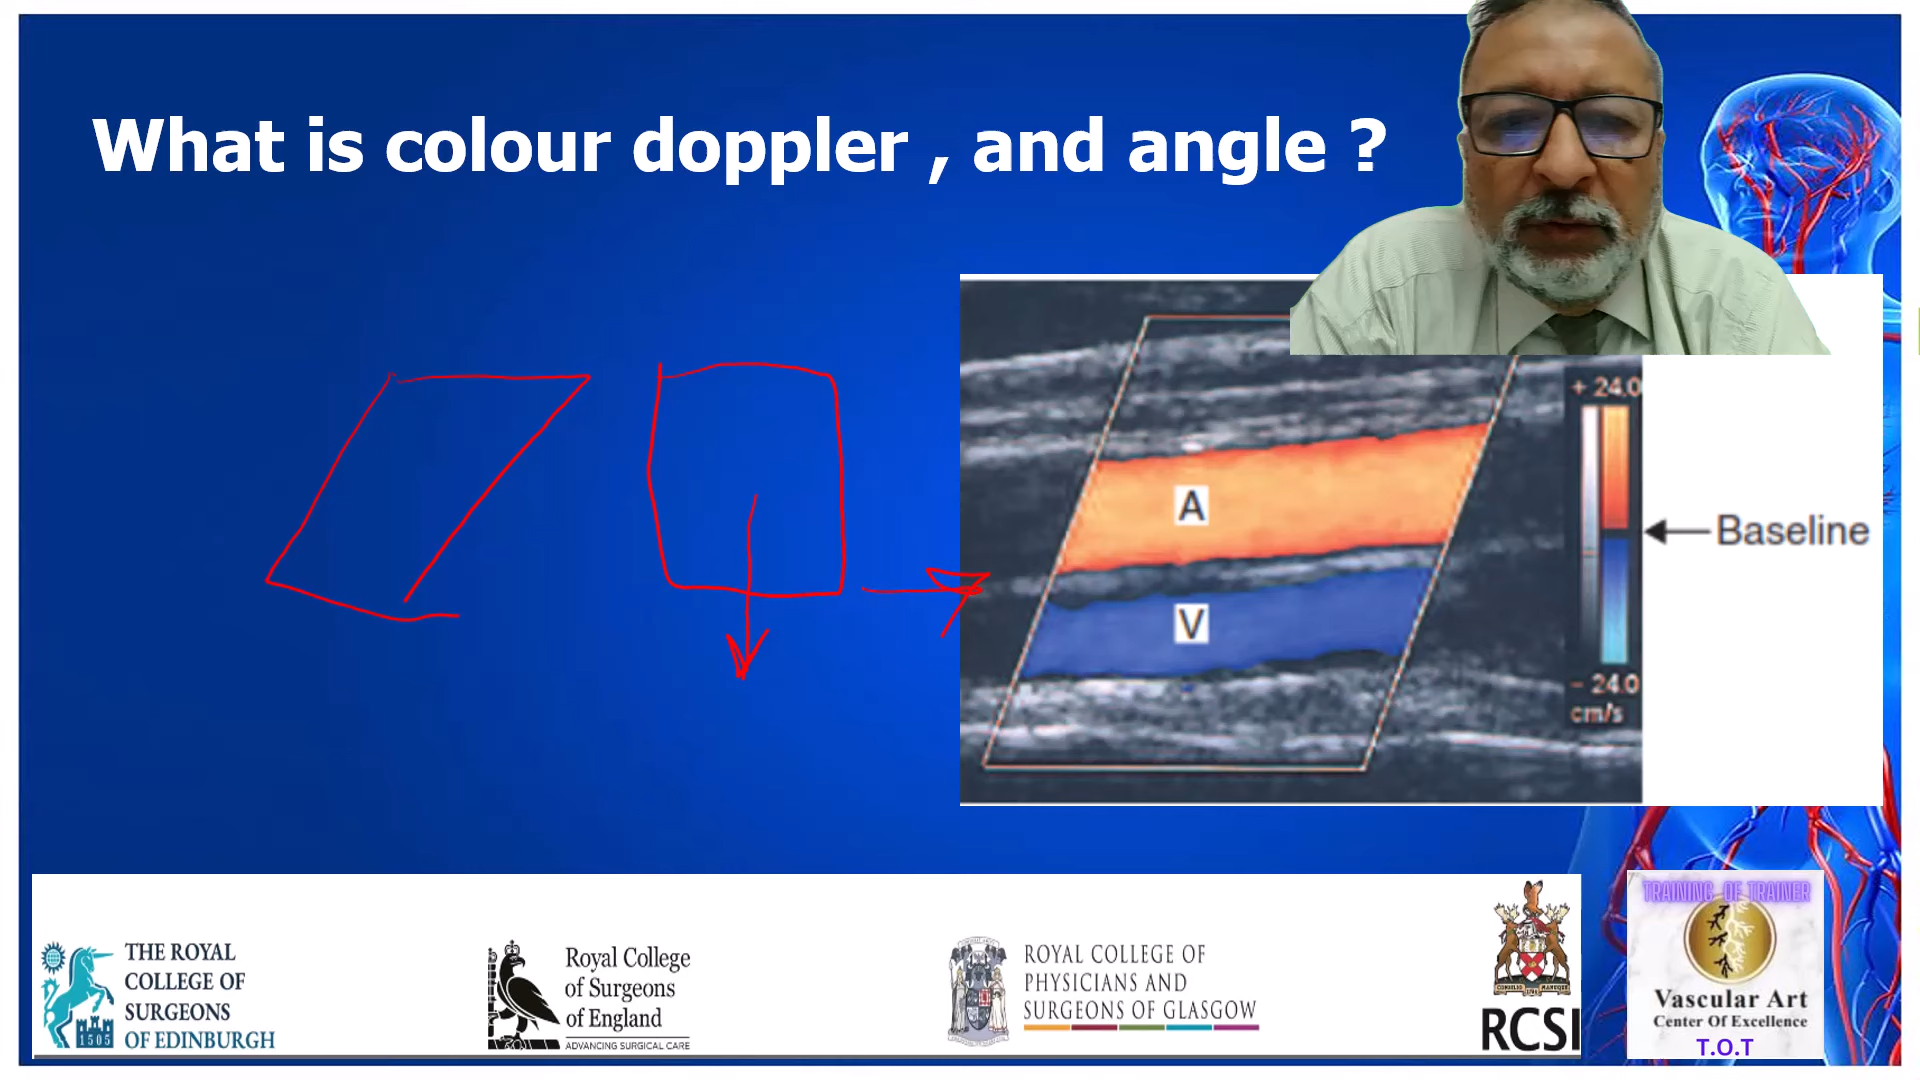 What is colour doppler , and angle ?
+ 24.0
A
Baseline
V
- 24.0
cm/s
THE ROYAL
COLLEGE OF
SURGEONS
OF EDINBURGH
1505
Royal College
of Surgeons
of England
ADVANCING SURGICAL CARE
ROYAL COLLEGE OF
PHYSICIANS AND
SURGEONS OF GLASGOW
RCSI
TRAINING OF TRAINER
Vascular Art
Center Of Excellence
T.O.T